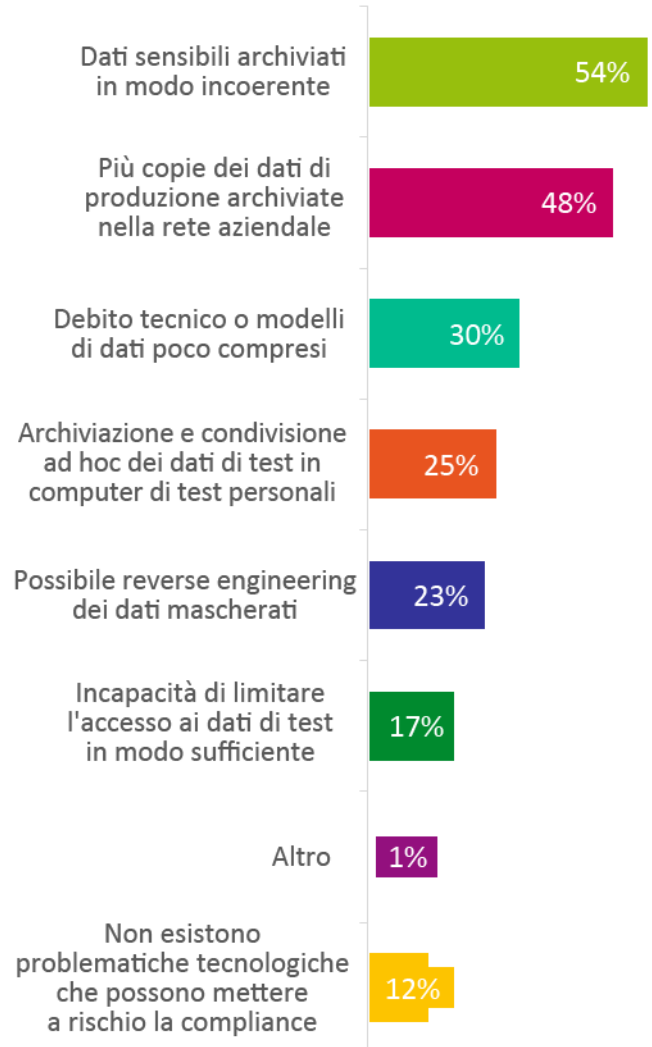 Dati sensibili archiviati
in modo incoerente
54%
Più copie dei dati di
produzione archiviate
nella rete aziendale
48%
Debito tecnico o modelli
di dati poco compresi
30%
Archiviazione e condivisione
ad hoc dei dati di test in
computer di test personali
25%
Possibile reverse engineering
dei dati mascherati
23%
Incapacità di limitare
l'accesso ai dati di test
in modo sufficiente
17%
Altro
1%
Non esistono
problematiche tecnologiche
che possono mettere
a rischio la compliance
12%